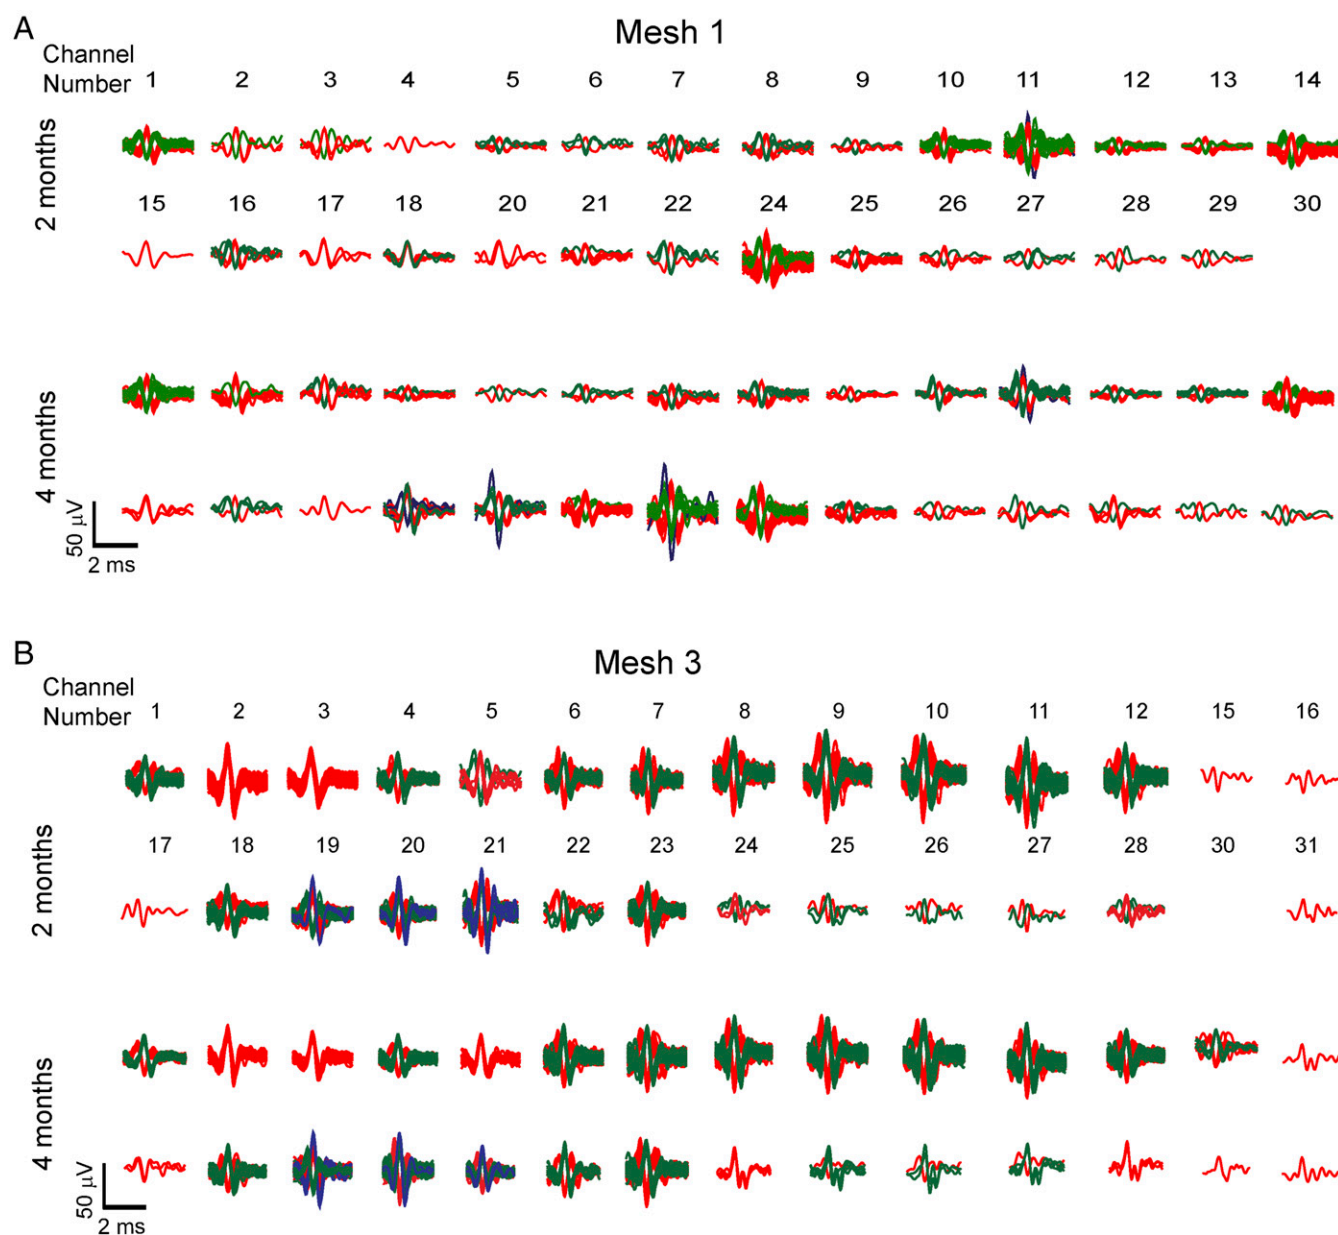 A
Mesh 1
Channel
Number 1 2 3 4 5 6 7 8 9 10 11 12 13 14
2 months
15 16 17 18 20 21 22 24 25 26 27 28 29 30
4 months
50 μV
2 ms
B
Mesh 3
Channel
Number 1 2 3 4 5 6 7 8 9 10 11 12 15 16
2 months
17 18 19 20 21 22 23 24 25 26 27 28 30 31
4 months
50 μV
2 ms